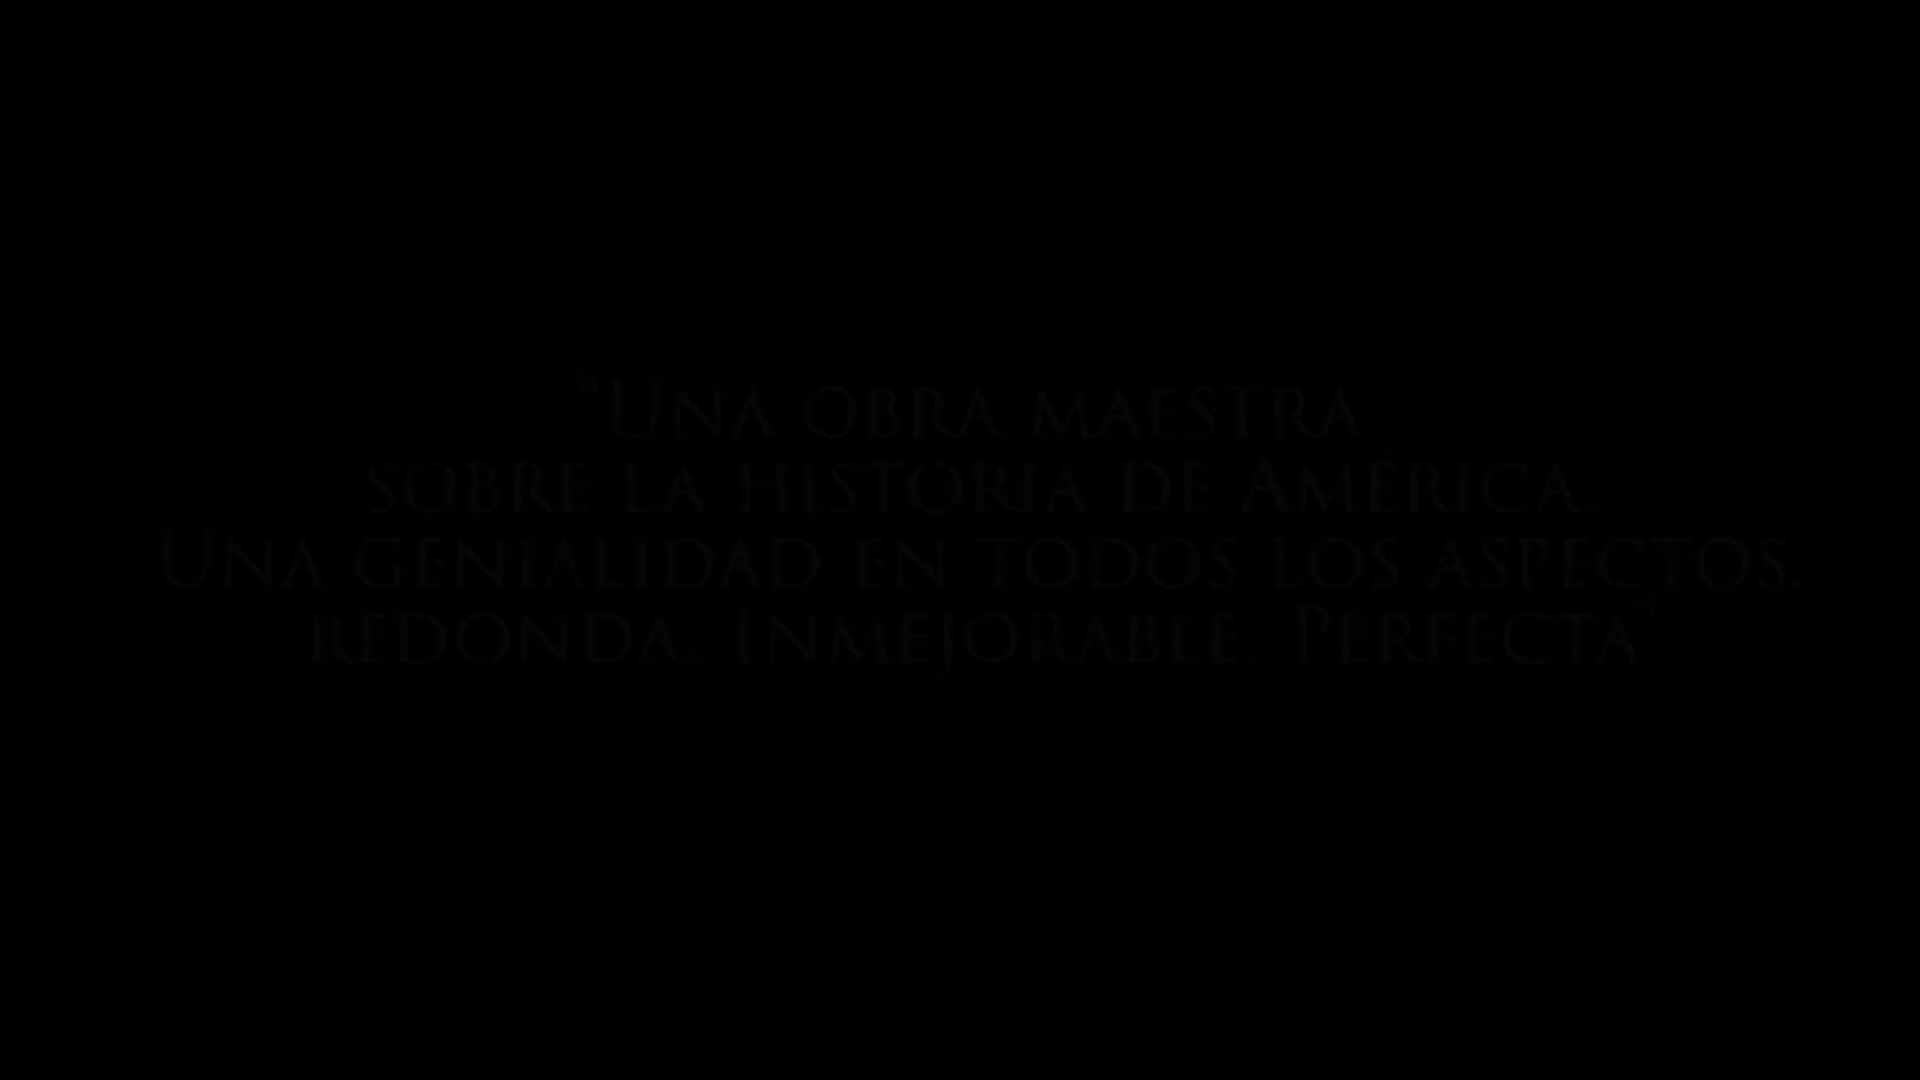 "Una obra maestra
sobre la historia de América.
Una genialidad en todos los aspectos.
redonda. Inmejorable. Perfecta"